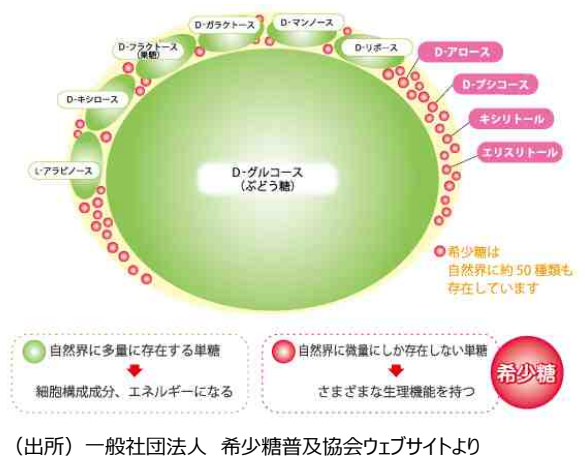 D-ガラクトース
D-マンノース
D-フラクトース
(果糖)
D-リボース
D-アロース
D-プシコース
D-キシロース
キシリトール
エリスリトール
L-アラビノース
D-グルコース
(ぶどう糖)
希少糖は
自然界に約50種類も
存在しています
自然界に多量に存在する単糖
細胞構成成分、エネルギーになる
自然界に微量にしか存在しない単糖
さまざまな生理機能を持つ
希少糖
(出所) 一般社団法人 希少糖普及協会ウェブサイトより